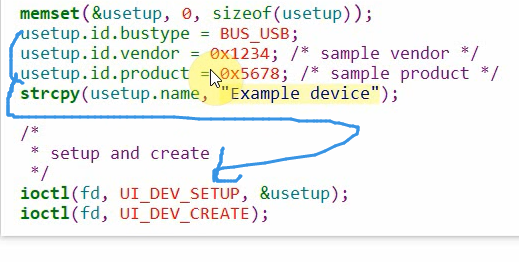 memset(&usetup, 0, sizeof(usetup));
usetup.id.bustype = BUS_USB;
usetup.id.vendor = 0x1234; /* sample vendor */
usetup.id.product = 0x5678; /* sample product */
strcpy(usetup.name, "Example device");
/*
* setup and create
*/
ioctl(fd, UI_DEV_SETUP, &usetup);
ioctl(fd, UI_DEV_CREATE);